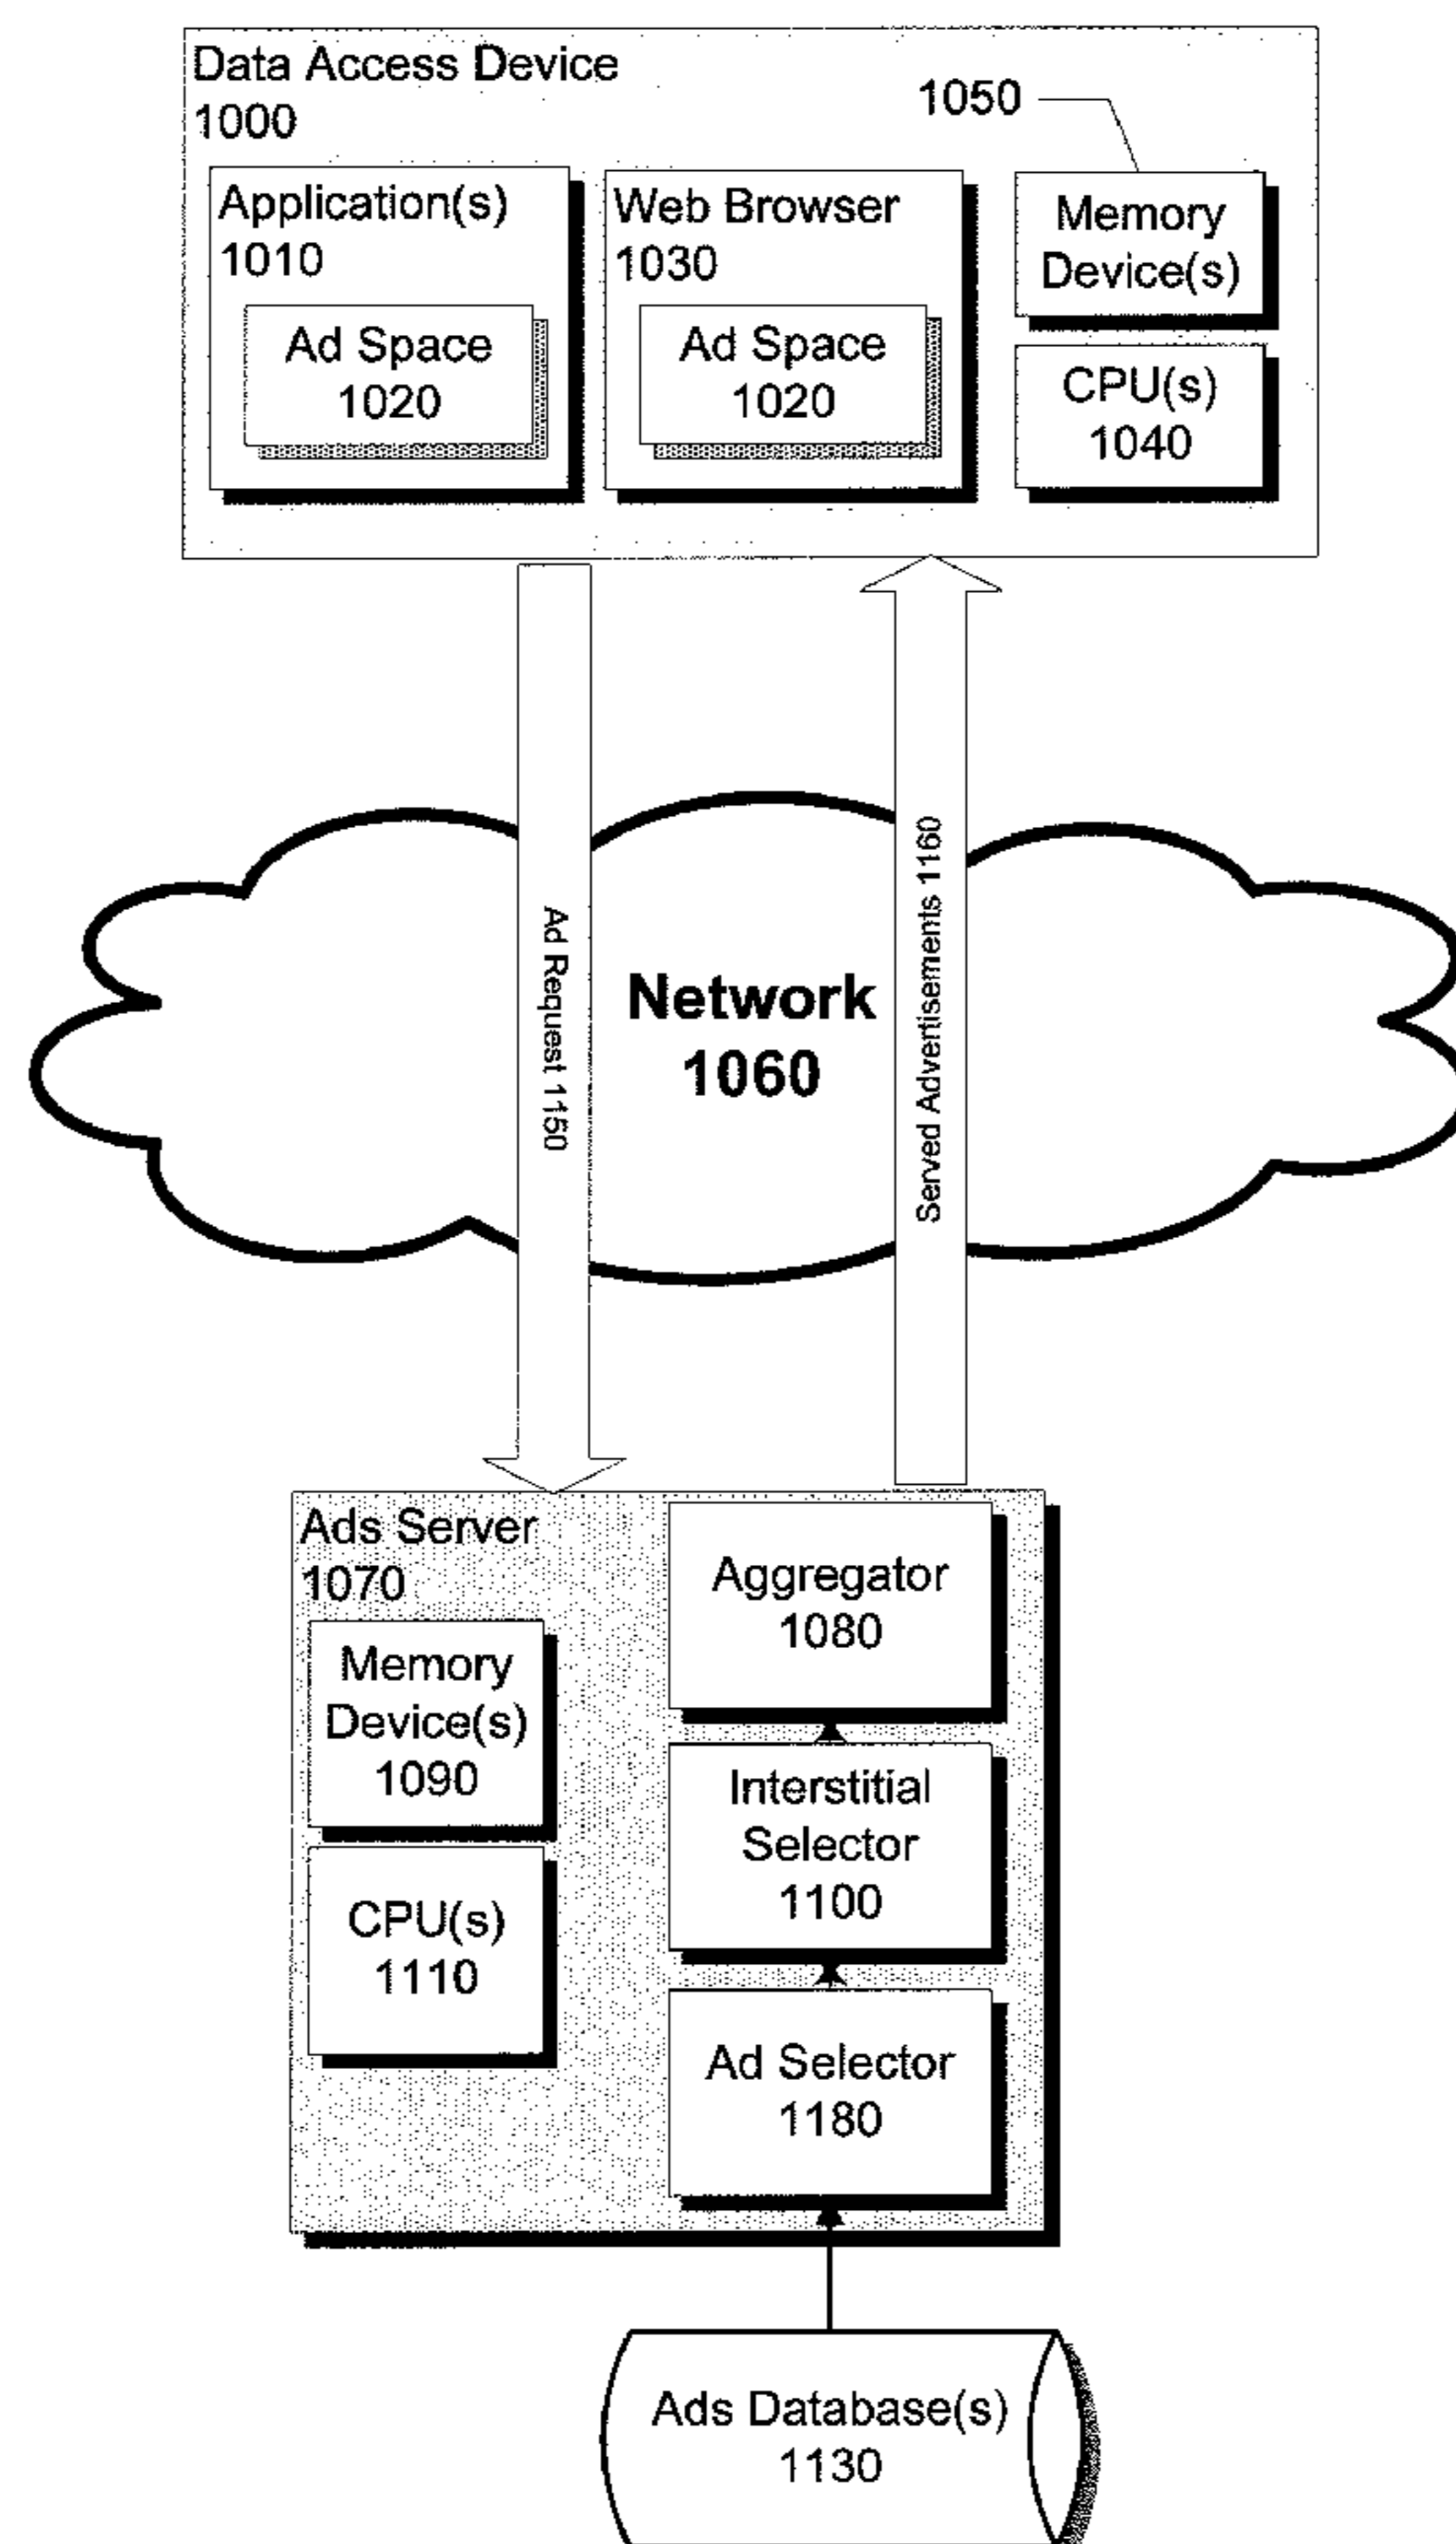 Data Access Device
1000
1050
Application(s)
1010
Ad Space
1020
Web Browser
1030
Ad Space
1020
Memory
Device(s)
CPU(s)
1040
Ad Request 1150
Network
1060
Served Advertisements 1160
Ads Server
1070
Memory
Device(s)
1090
CPU(s)
1110
Aggregator
1080
Interstitial
Selector
1100
Ad Selector
1180
Ads Database(s)
1130